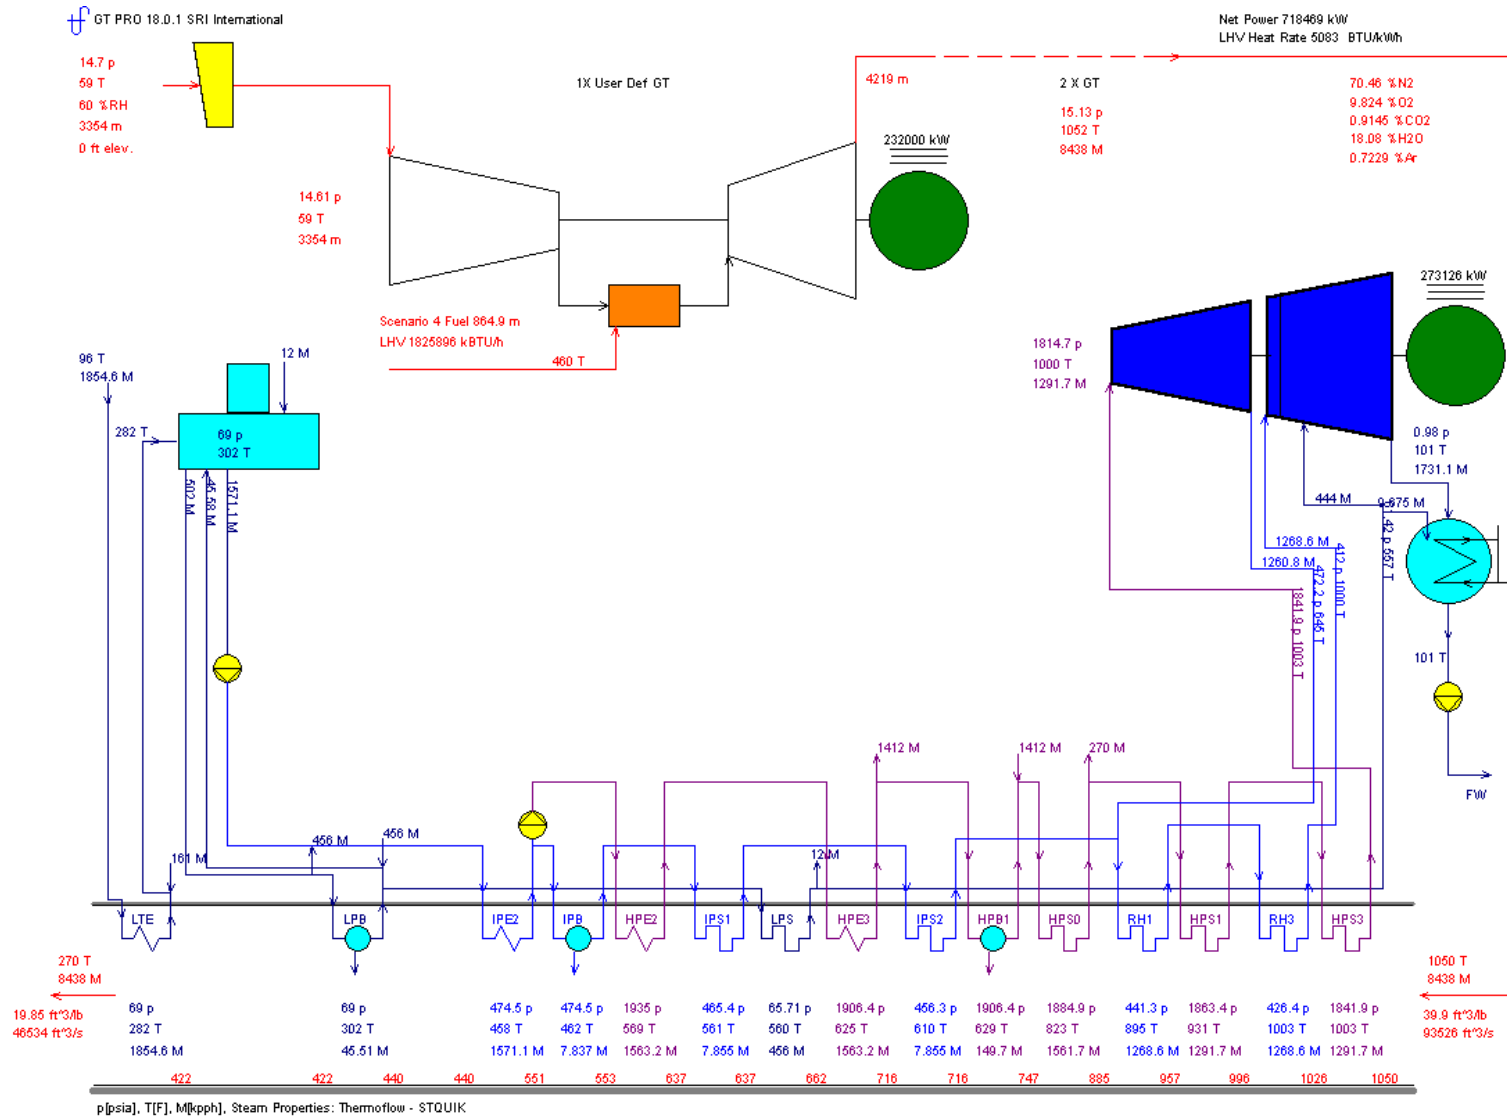 GT PRO 18.0.1 SRI International
Net Power 718469 kW
LHV Heat Rate 5083 BTU/kWh
14.7 p
59 T
60 %RH
3354 m
0 ft elev.
1X User Def GT
4219 m
2 X GT
15.13 p
1052 T
8438 M
70.46 %N2
9.824 %O2
0.9145 %CO2
18.08 %H2O
0.7229 %Ar
232000 kW
14.61 p
59 T
3354 m
Scenario 4 Fuel 864.9 m
LHV 1825896 kBTU/h
460 T
273126 kW
1814.7 p
1000 T
1291.7 M
96 T
1854.6 M
12 M
282 T
69 p
302 T
502 M
45.58 M
1571.1 M
0.98 p
101 T
1731.1 M
444 M
9.675 M
1268.6 M
1260.8 M
412 p 1000 T
472.2 p 645 T
1841.9 p 1003 T
101 T
FW
1412 M
1412 M
270 M
456 M
456 M
161 M
12 M
LTE
LPB
IPE2
IPB
HPE2
IPS1
LPS
HPE3
IPS2
HPB1
HPS0
RH1
HPS1
RH3
HPS3
270 T
8438 M
19.85 ft^3/lb
46534 ft^3/s
1050 T
8438 M
39.9 ft^3/lb
93526 ft^3/s
69 p 69 p 474.5 p 474.5 p 1935 p 465.4 p 65.71 p 1906.4 p 456.3 p 1906.4 p 1884.9 p 441.3 p 1863.4 p 426.4 p 1841.9 p
282 T 302 T 458 T 462 T 569 T 561 T 560 T 625 T 610 T 629 T 823 T 895 T 931 T 1003 T 1003 T
1854.6 M 45.51 M 1571.1 M 7.837 M 1563.2 M 7.855 M 456 M 1563.2 M 7.855 M 149.7 M 1561.7 M 1268.6 M 1291.7 M 1268.6 M 1291.7 M
422 422 440 440 551 553 637 637 662 716 716 747 885 957 996 1026 1050
p[psia], T[F], M[kpph], Steam Properties: Thermoflow - STQUIK